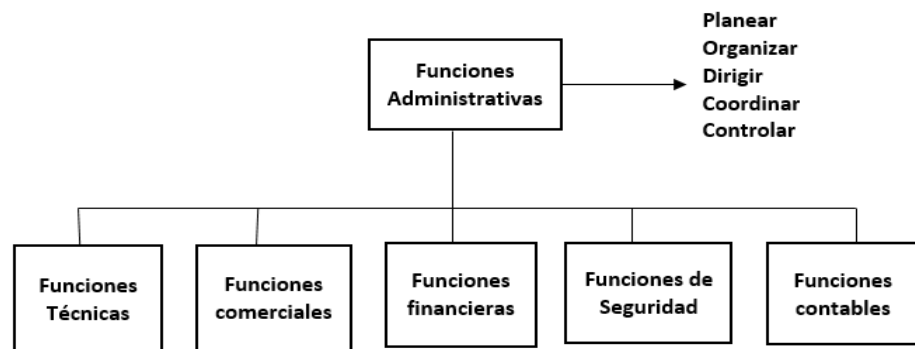 Funciones
Administrativas
Planear
Organizar
Dirigir
Coordinar
Controlar
Funciones
Técnicas
Funciones
comerciales
Funciones
financieras
Funciones de
Seguridad
Funciones
contables